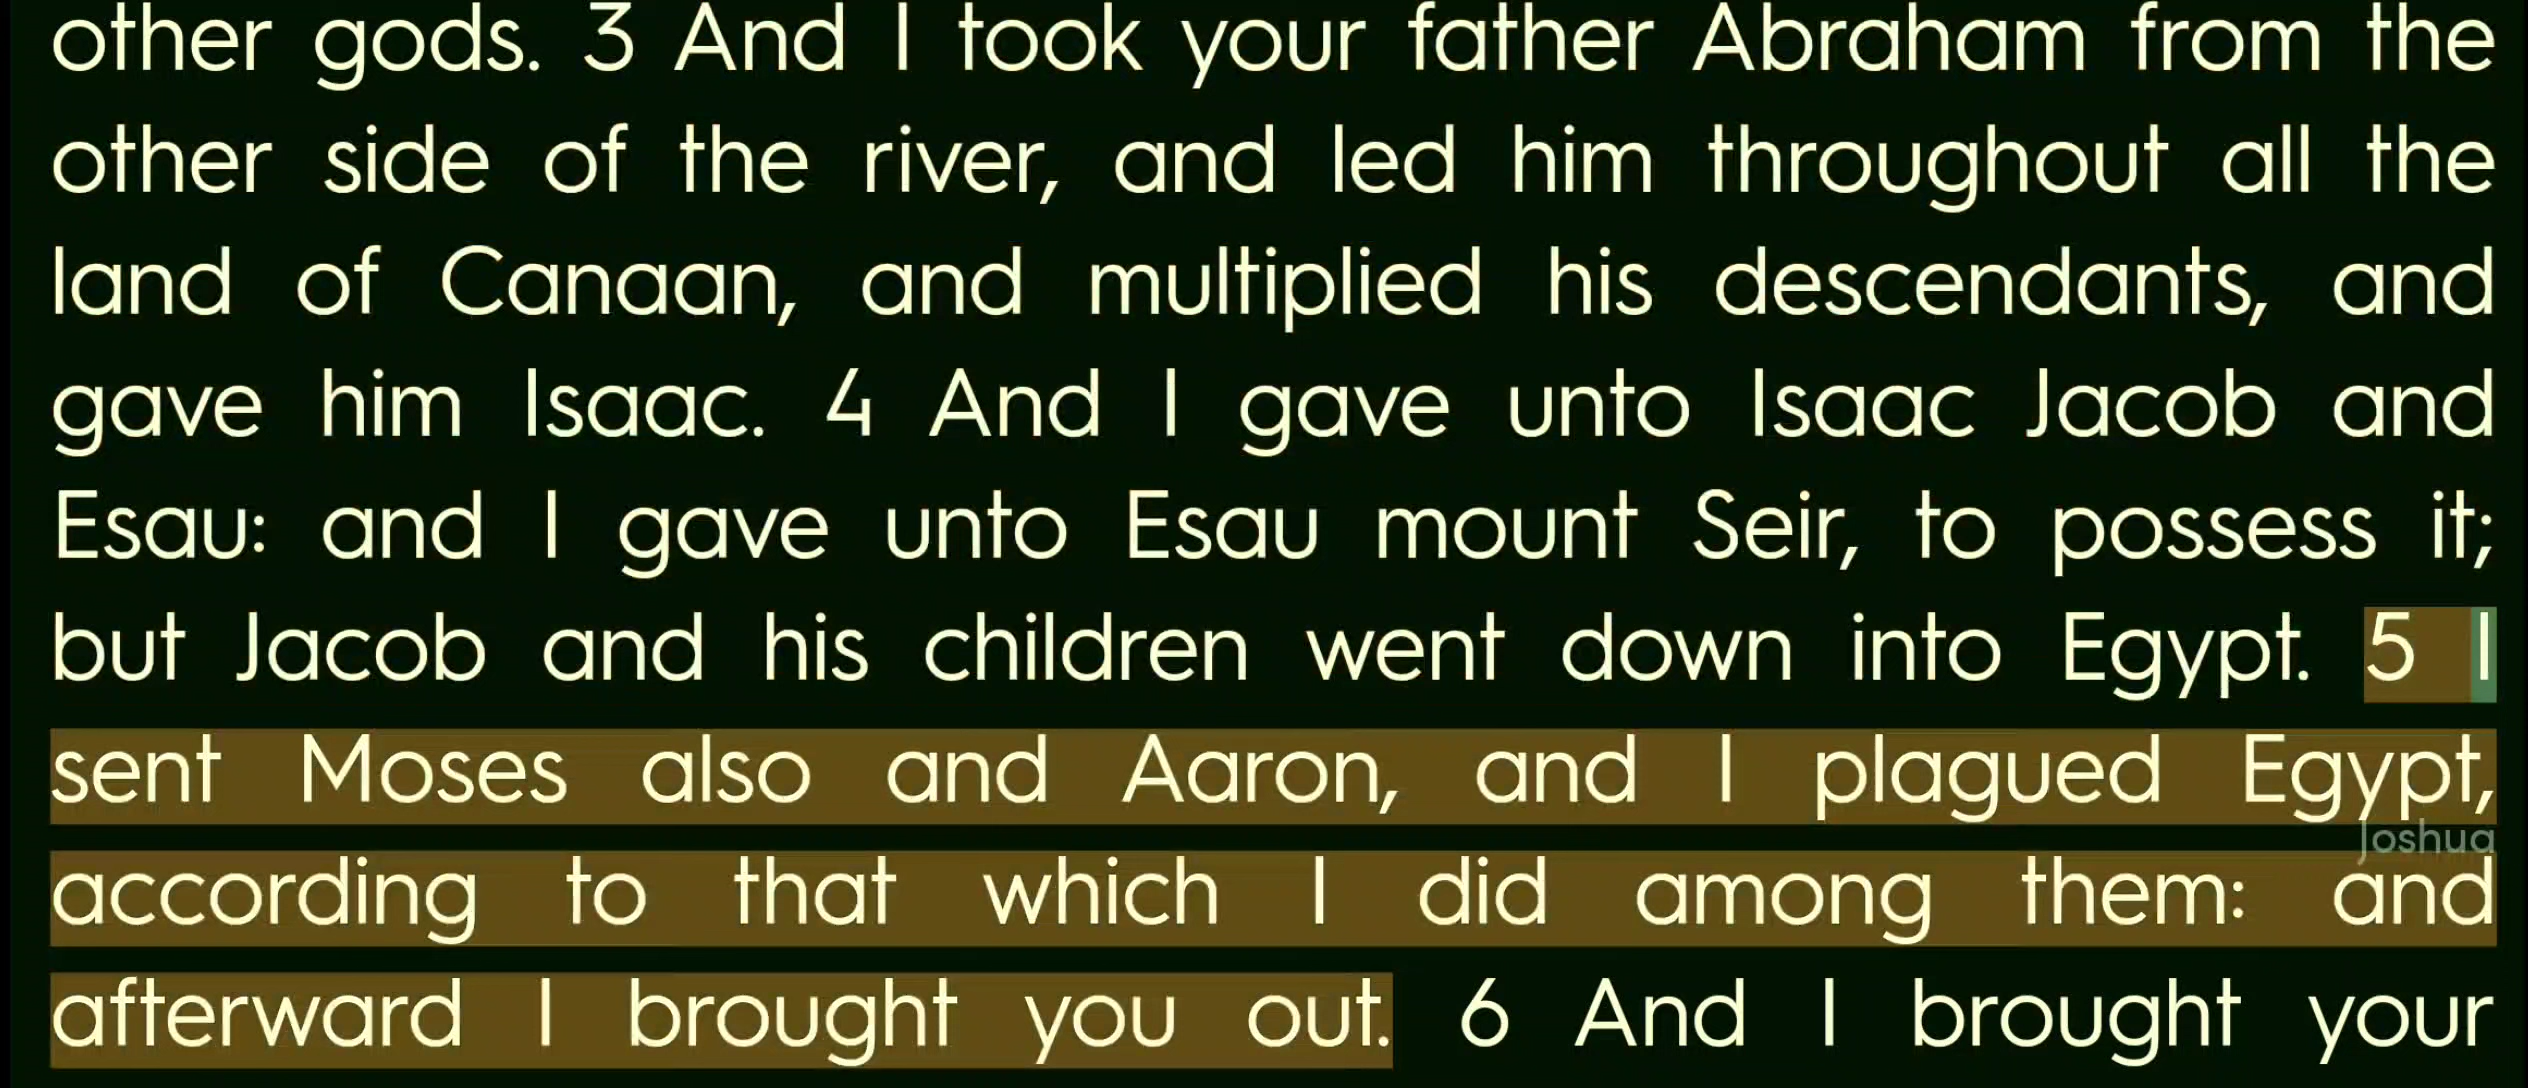 other gods. 3 And I took your father Abraham from the
other side of the river, and led him throughout all the
land of Canaan, and multiplied his descendants, and
gave him Isaac. 4 And I gave unto Isaac Jacob and
Esau: and I gave unto Esau mount Seir, to possess it;
but Jacob and his children went down into Egypt. 5 I
sent Moses also and Aaron, and I plagued Egypt,
Joshua
according to that which I did among them: and
afterward I brought you out. 6 And I brought your